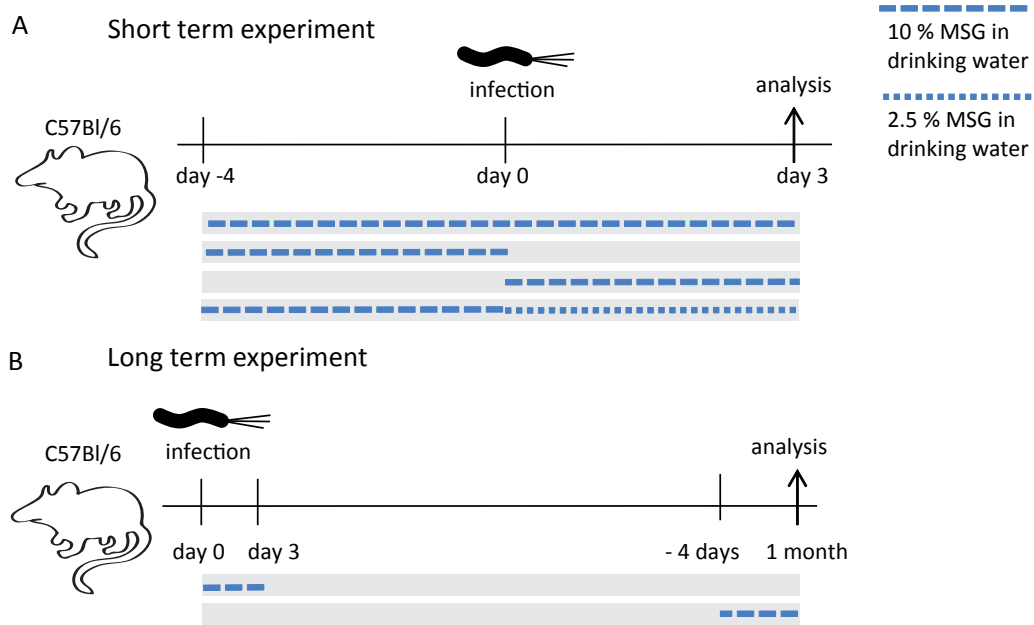 A
Short term experiment
10 % MSG in
drinking water
2.5 % MSG in
drinking water
infection
analysis
C57Bl/6
day -4
day 0
day 3
B
Long term experiment
infection
analysis
C57Bl/6
day 0
day 3
- 4 days
1 month